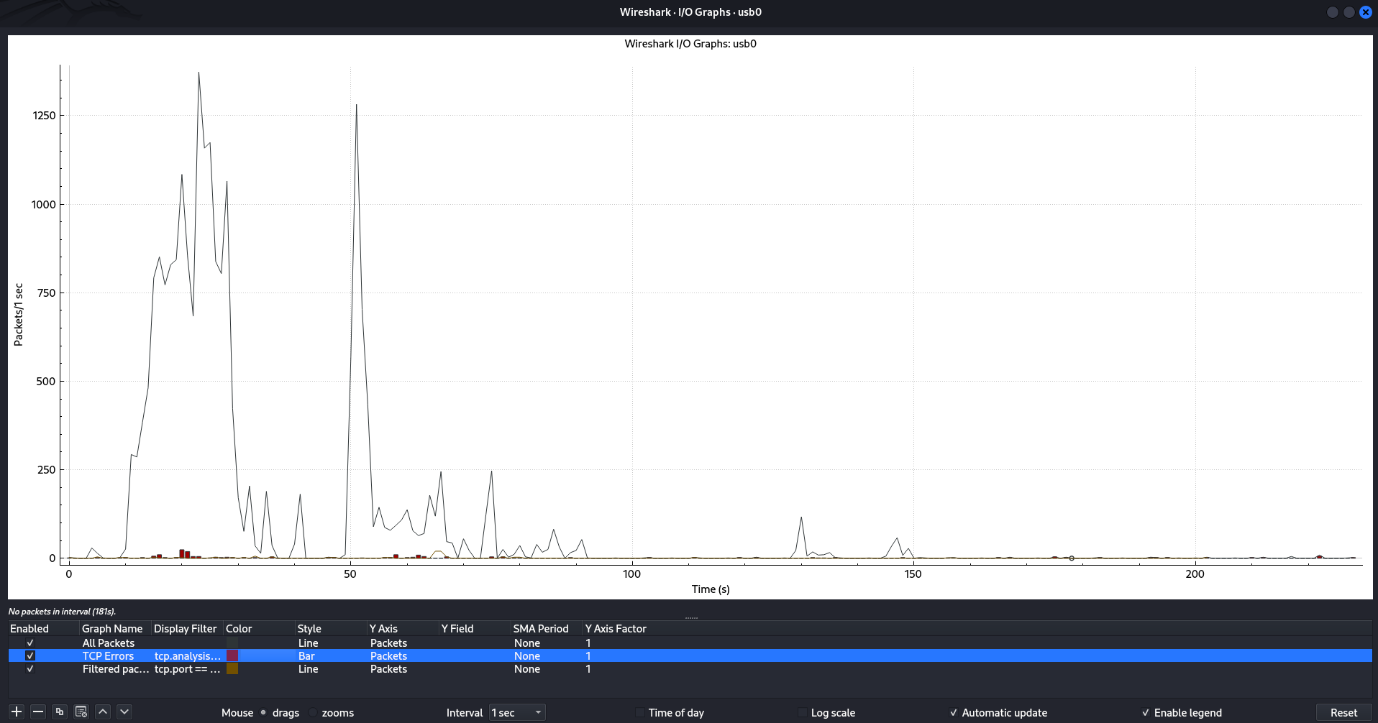 Wireshark · I/O Graphs · usb0
Wireshark I/O Graphs: usb0
Packets/1 sec
1250
1000
750
500
250
0
0 50 100 150 200
Time (s)
No packets in interval (181s).
Enabled Graph Name Display Filter Color Style Y Axis Y Field SMA Period Y Axis Factor
All Packets Line Packets None 1
TCP Errors tcp.analysis... Bar Packets None 1
Filtered pac... tcp.port == ... Line Packets None 1
Mouse drags zooms Interval 1 sec Time of day Log scale Automatic update Enable legend Reset